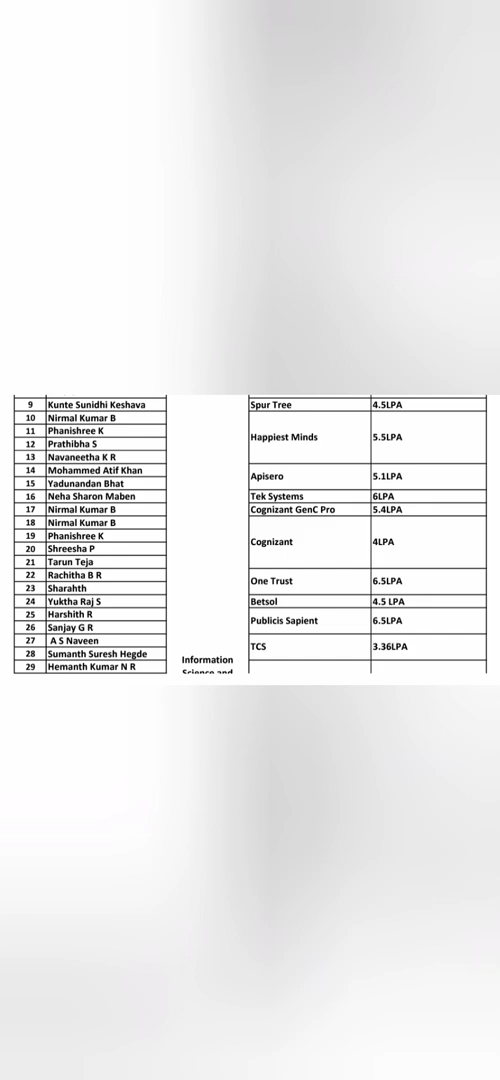 9 Kunte Sunidhi Keshava Spur Tree 4.5LPA
10 Nirmal Kumar B
11 Phanishree K
Happiest Minds 5.5LPA
12 Prathibha S
13 Navaneetha K R
14 Mohammed Atif Khan
Apisero 5.1LPA
15 Yadunandan Bhat
16 Neha Sharon Maben Tek Systems 6LPA
17 Nirmal Kumar B Cognizant GenC Pro 5.4LPA
18 Nirmal Kumar B
19 Phanishree K
Cognizant 4LPA
20 Shreesha P
21 Tarun Teja
22 Rachitha B R
One Trust 6.5LPA
23 Sharahth
24 Yuktha Raj S Betsol 4.5 LPA
25 Harshith R
Publicis Sapient 6.5LPA
26 Sanjay G R
27 A S Naveen
TCS 3.36LPA
28 Sumanth Suresh Hegde
Information
29 Hemanth Kumar N R
Science and